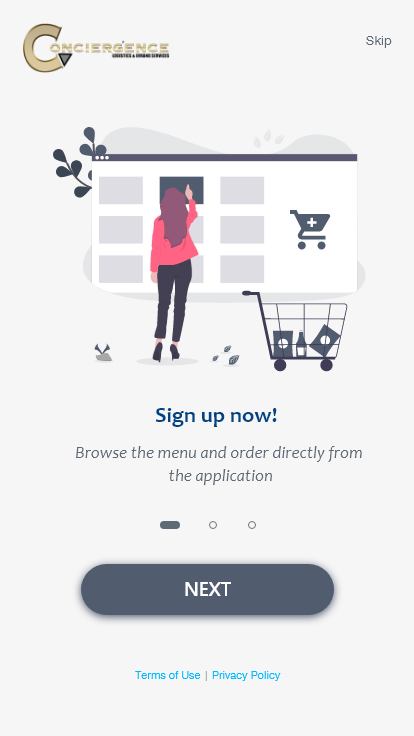 CONCIERGENCE
LOGISTICS & ERRAND SERVICES
Skip
Sign up now!
Browse the menu and order directly from
the application
NEXT
Terms of Use | Privacy Policy